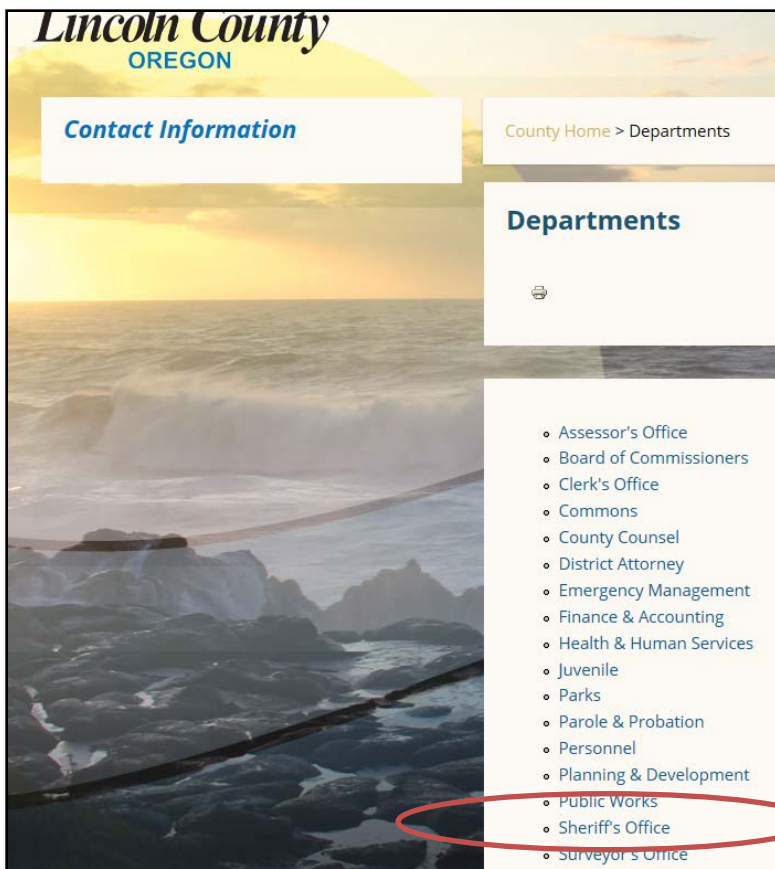 Lincoln County
OREGON
Contact Information
County Home > Departments
Departments
Assessor's Office
Board of Commissioners
Clerk's Office
Commons
County Counsel
District Attorney
Emergency Management
Finance & Accounting
Health & Human Services
Juvenile
Parks
Parole & Probation
Personnel
Planning & Development
Public Works
Sheriff's Office
Surveyor's Office